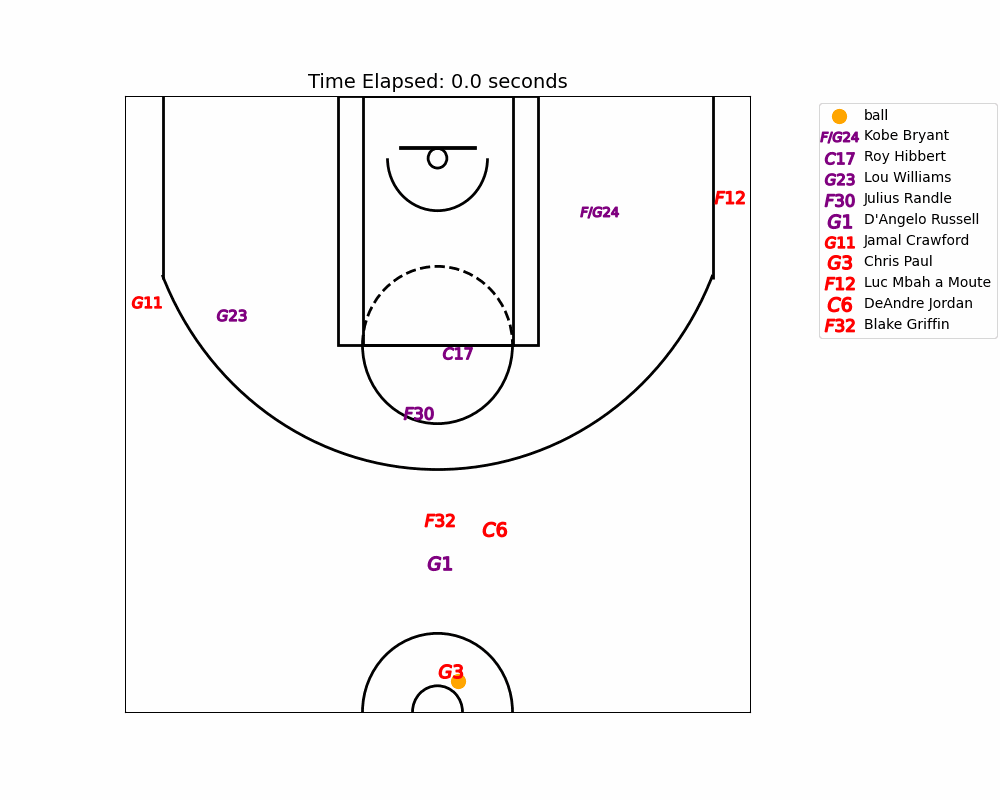 Time Elapsed: 0.0 seconds
ball
F/G24 Kobe Bryant
C17 Roy Hibbert
G23 Lou Williams
F30 Julius Randle
G1 D'Angelo Russell
G11 Jamal Crawford
G3 Chris Paul
F12 Luc Mbah a Moute
C6 DeAndre Jordan
F32 Blake Griffin
F12
F/G24
G11
G23
C17
F30
F32
C6
G1
G3